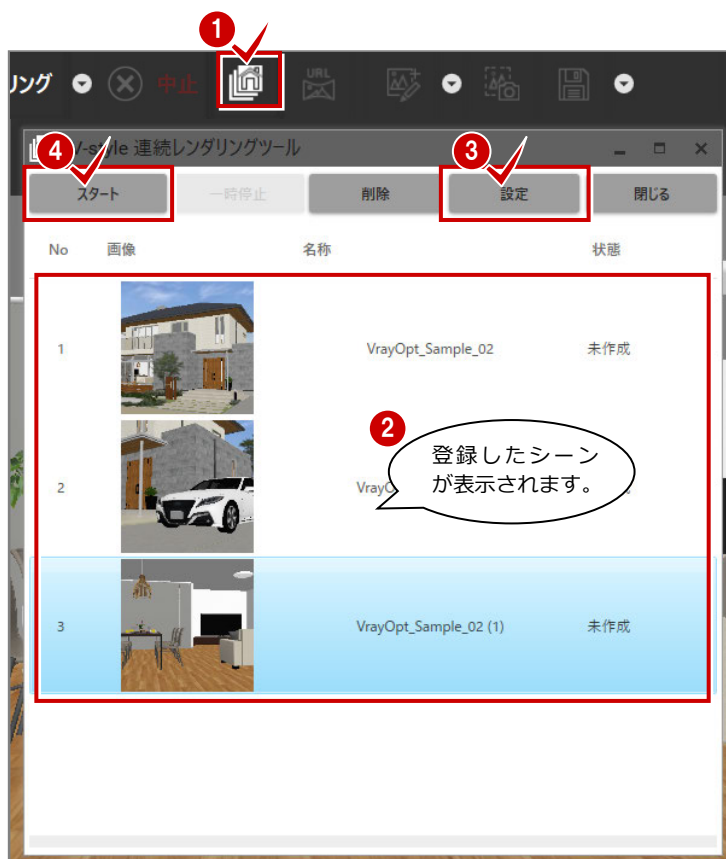 1
リング 中止 URL
4 V-style 連続レンダリングツール 3
スタート 一時停止 削除 設定 閉じる
No 画像 名称 状態
1 VrayOpt_Sample_02 未作成
2
登録したシーン
が表示されます。
2
3 VrayOpt_Sample_02 (1) 未作成